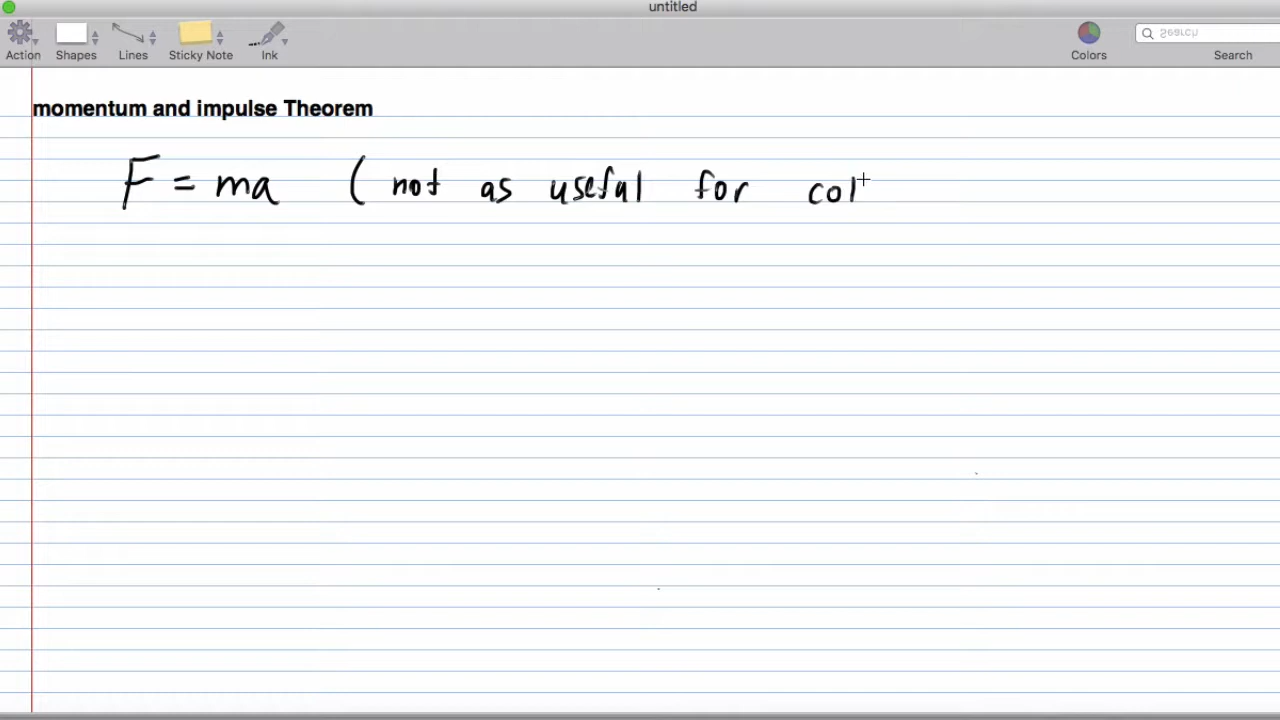 untitled
Action Shapes Lines Sticky Note Ink Colors Search
Search
momentum and impulse Theorem
F = ma ( not as useful for col